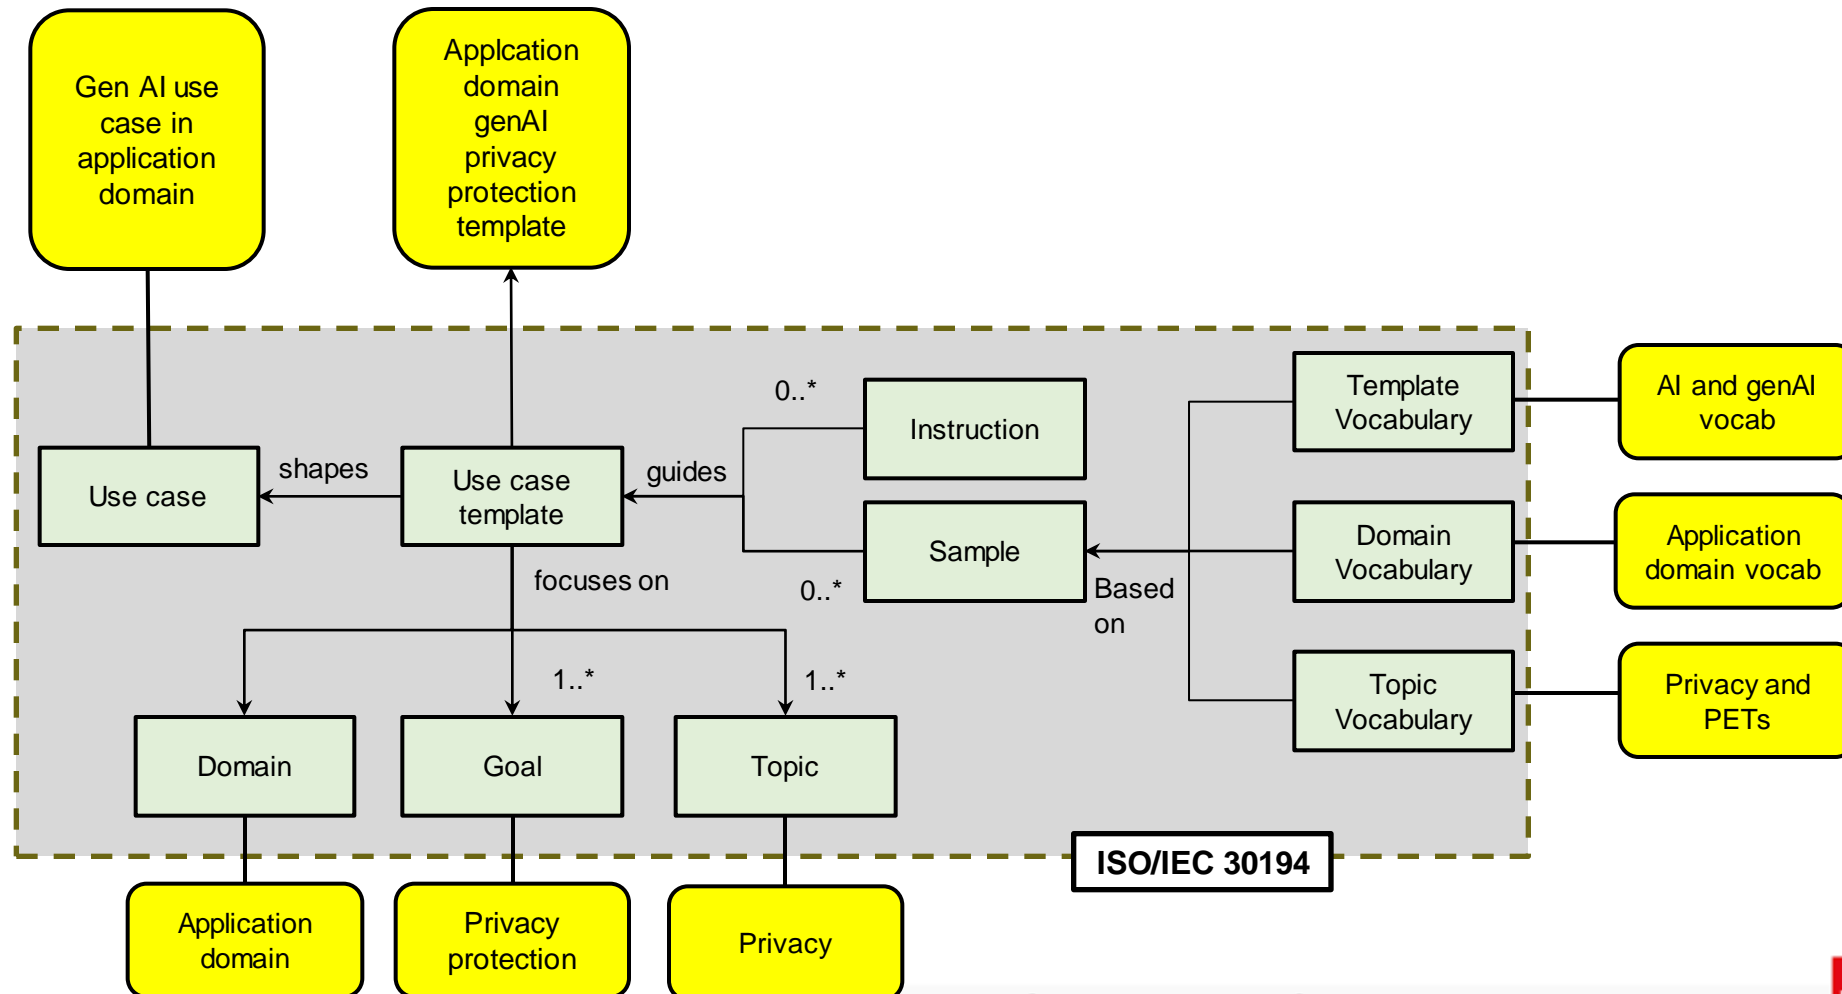 Gen AI use
case in
application
domain
Applcation
domain
genAI
privacy
protection
template
Use case
shapes
Use case
template
guides
0..*
Instruction
Sample
0..*
Based
on
Template
Vocabulary
Domain
Vocabulary
Topic
Vocabulary
AI and genAI
vocab
Application
domain vocab
Privacy and
PETs
focuses on
1..*
1..*
Domain
Goal
Topic
ISO/IEC 30194
Application
domain
Privacy
protection
Privacy